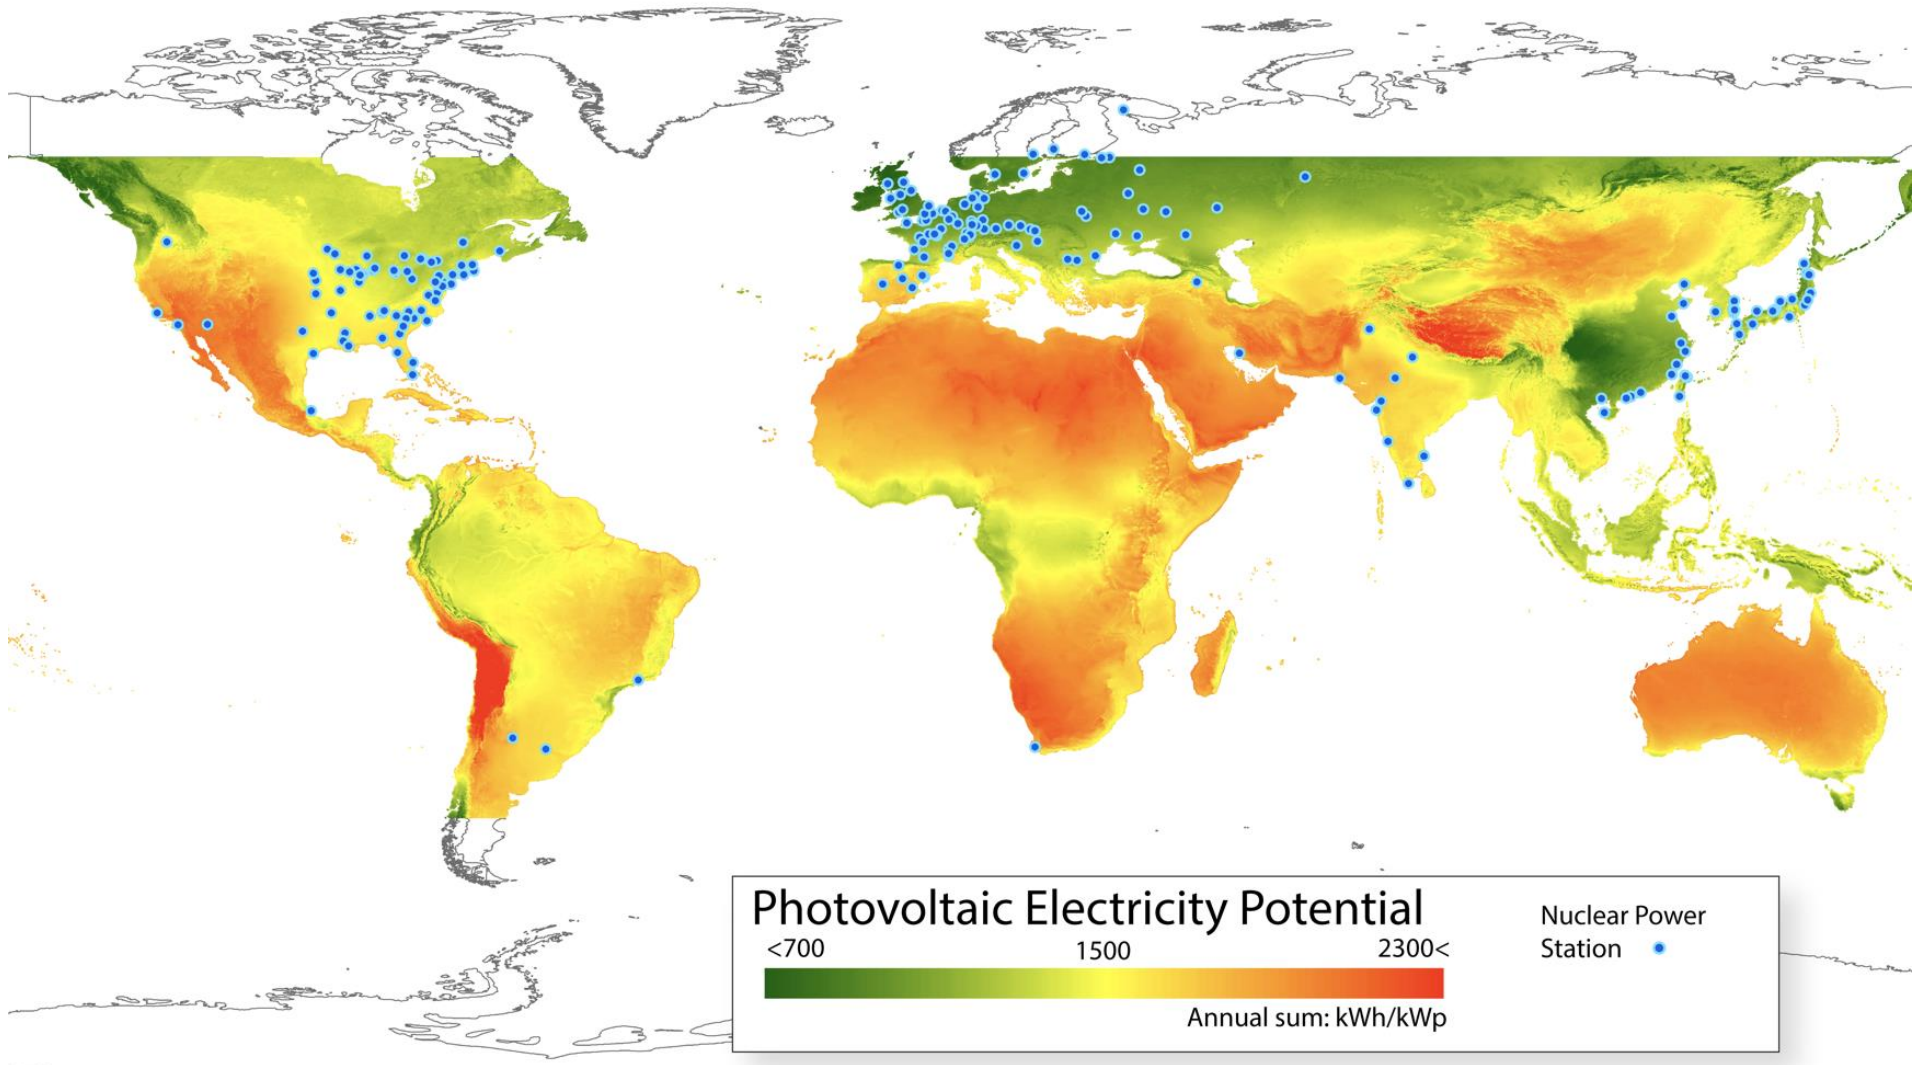 Photovoltaic Electricity Potential
<700 1500 2300<
Annual sum: kWh/kWp
Nuclear Power
Station